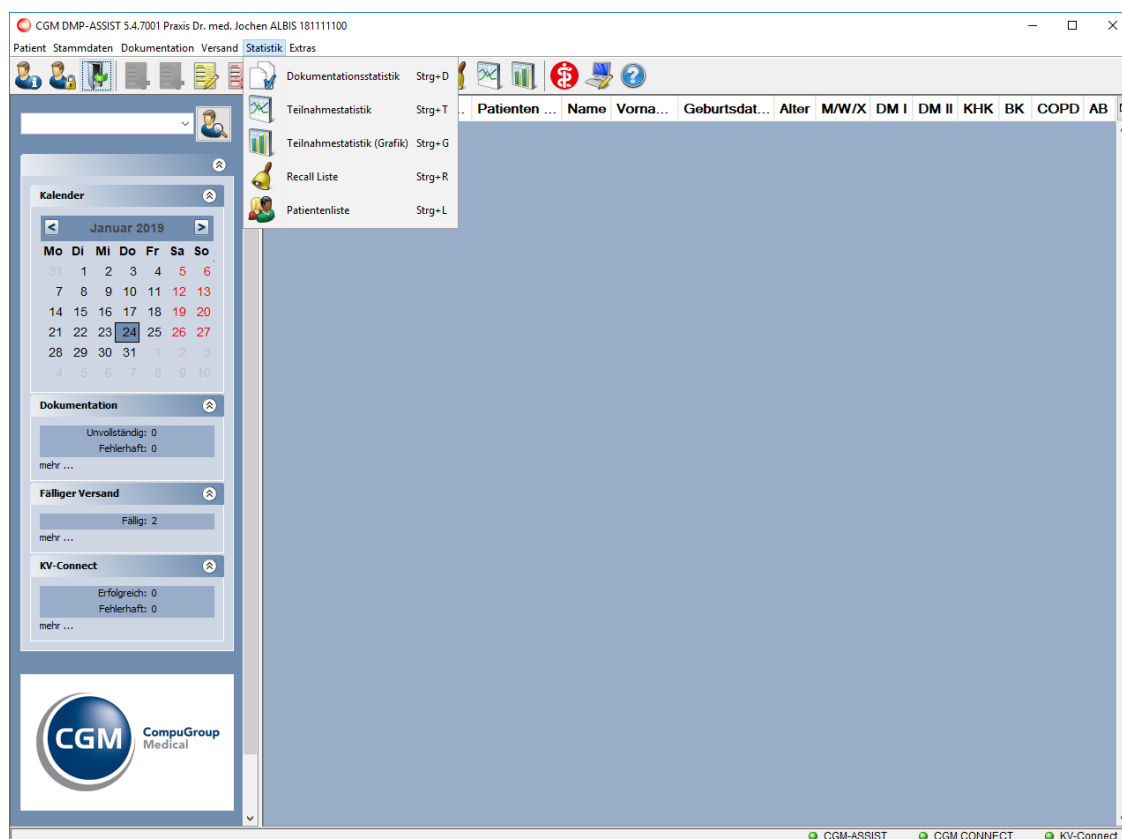 CGM DMP-ASSIST 5.4.7001 Praxis Dr. med. Jochen ALBIS 181111100
Patient Stammdaten Dokumentation Versand Statistik Extras
Dokumentationsstatistik Strg+D
Teilnahmestatistik Strg+T
Teilnahmestatistik (Grafik) Strg+G
Recall Liste Strg+R
Patientenliste Strg+L
.. Patienten ... Name Vorna... Geburtsdat... Alter M/W/X DM I DM II KHK BK COPD AB
Kalender
< Januar 2019 >
Mo Di Mi Do Fr Sa So
31 1 2 3 4 5 6
7 8 9 10 11 12 13
14 15 16 17 18 19 20
21 22 23 24 25 26 27
28 29 30 31 1 2 3
4 5 6 7 8 9 10
Dokumentation
Unvollständig: 0
Fehlerhaft: 0
mehr ...
Fälliger Versand
Fällig: 2
mehr ...
KV-Connect
Erfolgreich: 0
Fehlerhaft: 0
mehr ...
CGM CompuGroup
Medical
CGM-ASSIST CGM CONNECT KV-Connect